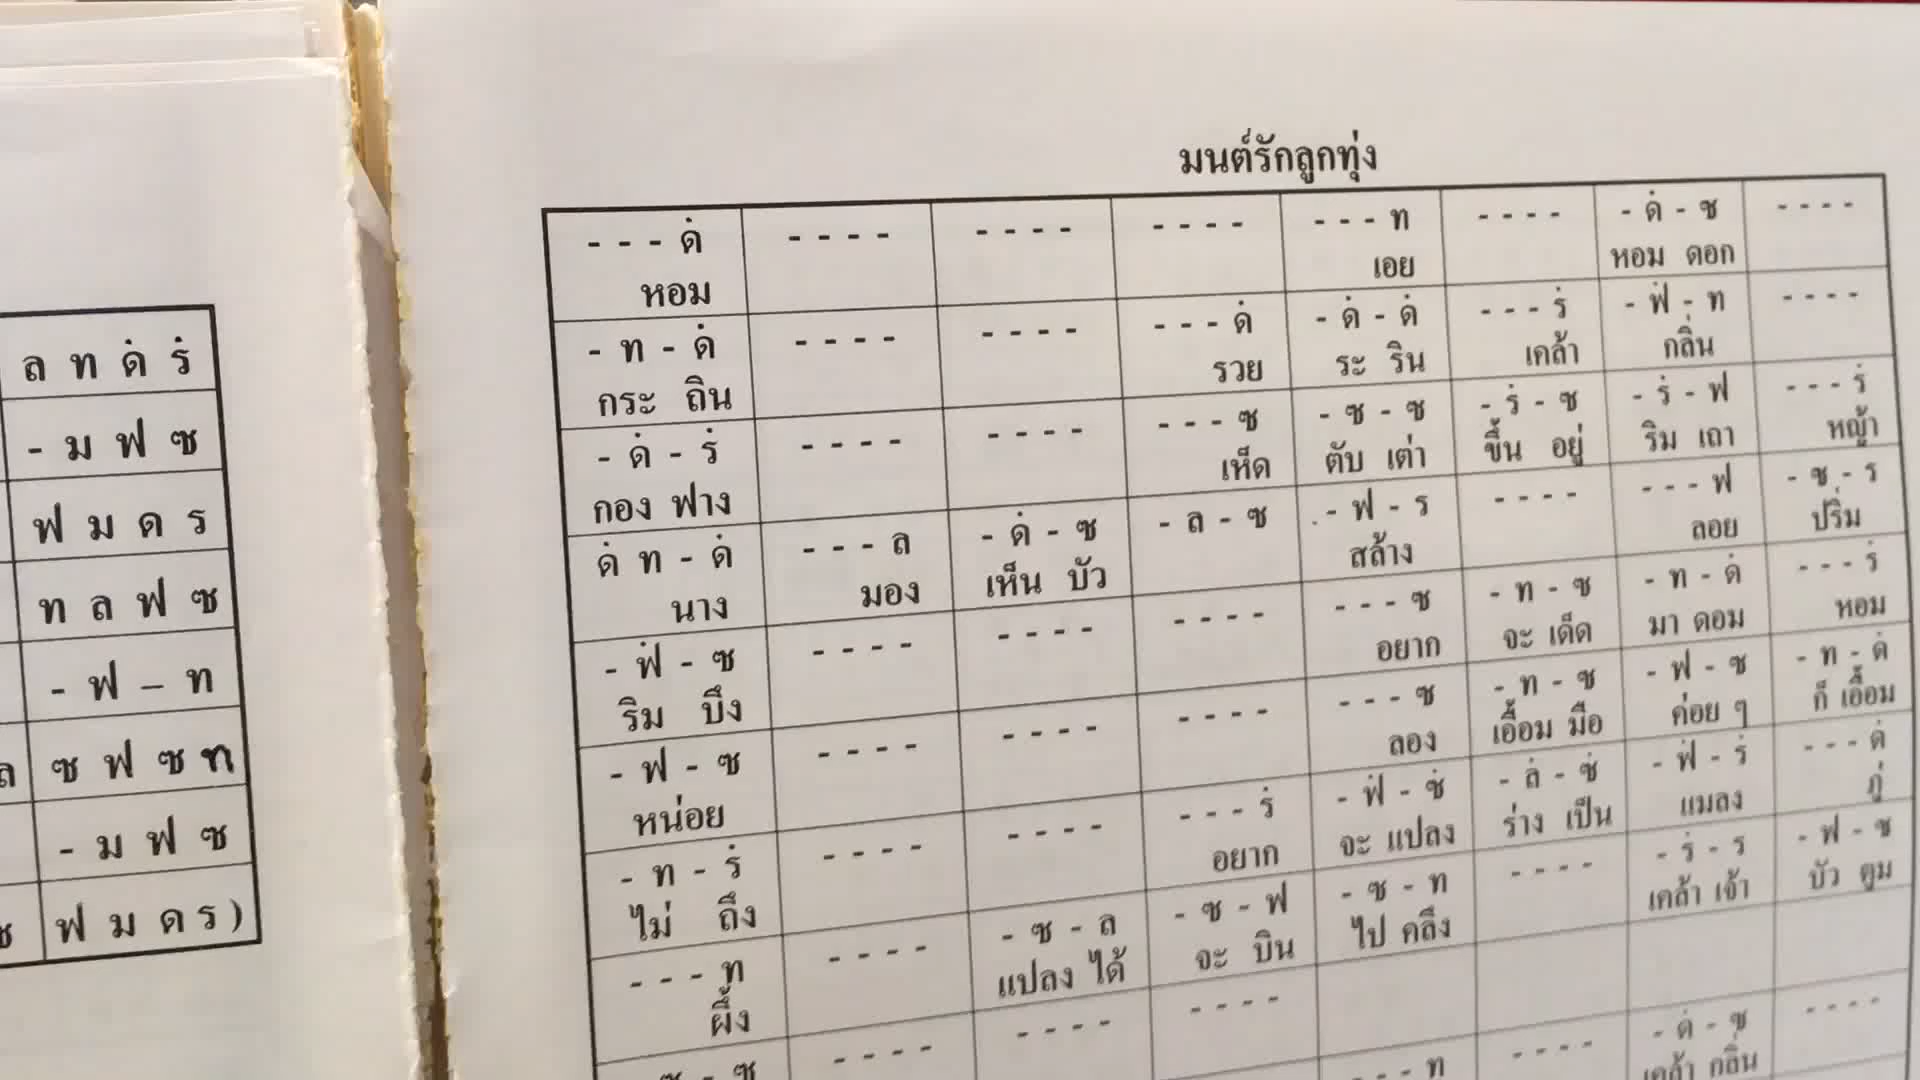 ล ท ด่ ร่
- ม ฟ ซ
ฟ ม ด ร
ท ล ฟ ซ
- ฟ – ท
ล ซ ฟ ซ ท
- ม ฟ ซ
ซ ฟ ม ด ร )
มนต์รักลูกทุ่ง
- - - ด่ - - - - - - - - - - - - - - - ท - - - - - ด่ - ซ - - - -
หอม เอย หอม ดอก
- ท - ด่ - - - - - - - - - - - ด่ - ด่ - ด่ - - - ร่ - ฟ่ - ท - - - -
กระ ถิน รวย ระ ริน เคล้า กลิ่น
- ด่ - ร่ - - - - - - - - - - - ซ - ซ - ซ - ร่ - ซ - ร่ - ฟ - - - ร่
กอง ฟาง เห็ด ตับ เต่า ขึ้น อยู่ ริม เถา หญ้า
ด่ ท - ด่ - - - ล - ด่ - ซ - ล - ซ - ฟ - ร - - - - - - - ฟ - ซ - ร
นาง มอง เห็น บัว สล้าง ลอย ปริ่ม
- ฟ่ - ซ - - - - - - - - - - - - - - - ซ - ท - ซ - ท - ด่ - - - ร่
ริม บึง อยาก จะ เด็ด มา ดอม หอม
- ฟ - ซ - - - - - - - - - - - - - - - ซ - ท - ซ - ฟ - ซ - ท - ด่
หน่อย ลอง เอื้อม มือ ค่อย ๆ ก็ เอื้อม
- ท - ร่ - - - - - - - - - - - ร่ - ฟ่ - ซ่ - ล่ - ซ่ - ฟ่ - ร่ - - - ด่
ไม่ ถึง อยาก จะ แปลง ร่าง เป็น แมลง ภู่
- - - ท - - - - - ซ - ล - ซ - ฟ - ซ - ท - - - - - ร่ - ร - ฟ - ซ
ผึ้ง แปลง ได้ จะ บิน ไป คลึง เคล้า เจ้า บัว ตูม
- ซ - - - - - - - - - - - - -
- ท - - - - - ด่ - ซ - - - -
เคล้า กลิ่น